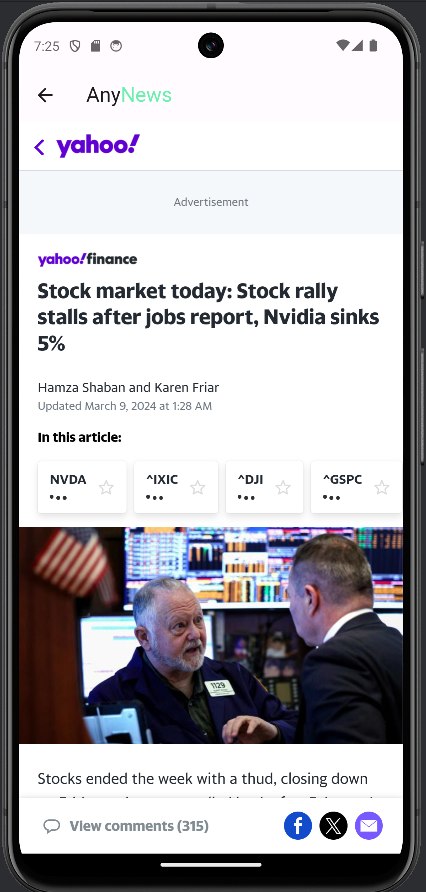 7:25
AnyNews
yahoo!
Advertisement
yahoo!finance
Stock market today: Stock rally
stalls after jobs report, Nvidia sinks
5%
Hamza Shaban and Karen Friar
Updated March 9, 2024 at 1:28 AM
In this article:
NVDA ^IXIC ^DJI ^GSPC
1129
Stocks ended the week with a thud, closing down
View comments (315)